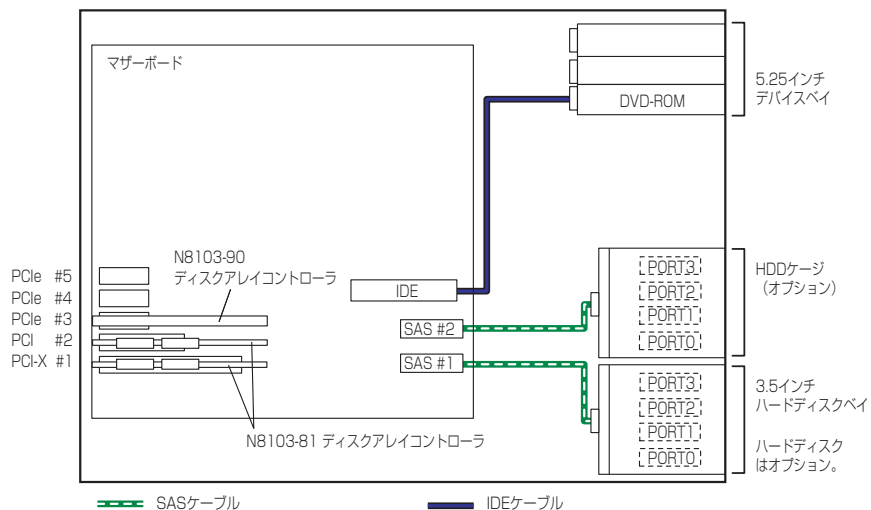 マザーボード
DVD-ROM
5.25インチ
デバイスベイ
N8103-90
ディスクアレイコントローラ
PCIe #5
PCIe #4
PCIe #3
PCI #2
PCI-X #1
IDE
SAS #2
SAS #1
PORT3
PORT2
PORT1
PORT0
HDDケージ
（オプション）
PORT3
PORT2
PORT1
PORT0
3.5インチ
ハードディスクベイ
ハードディスク
はオプション。
N8103-81 ディスクアレイコントローラ
SASケーブル
IDEケーブル